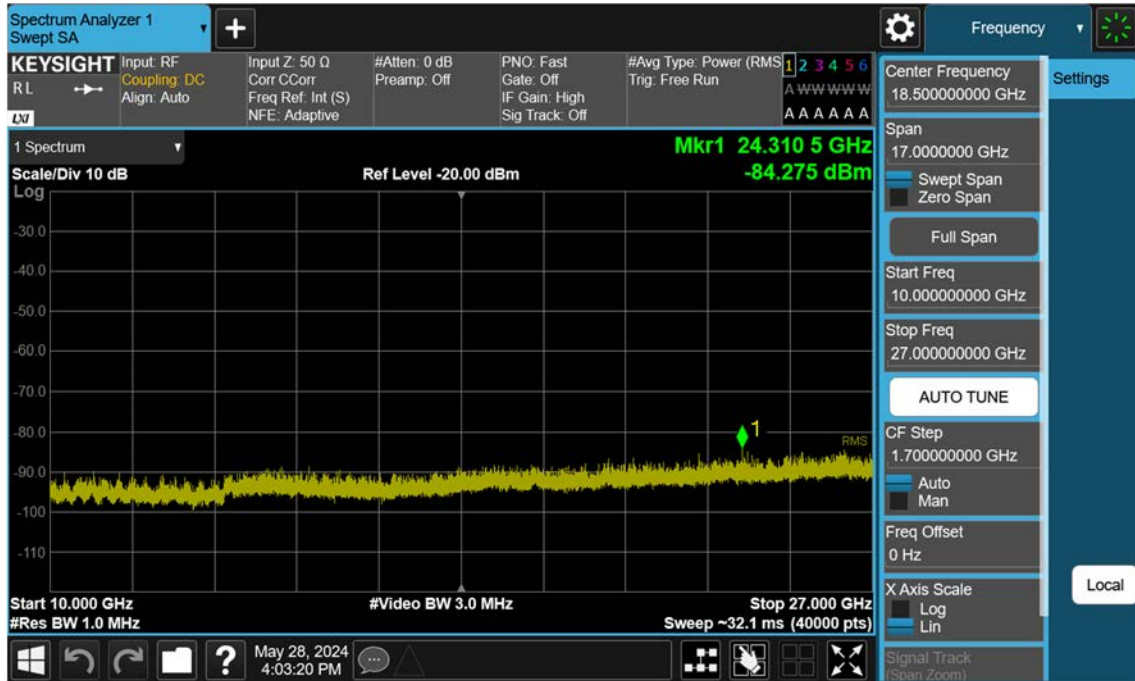 Spectrum Analyzer 1
Swept SA
Frequency
KEYSIGHT
R L
LXI
Input: RF
Coupling: DC
Align: Auto
Input Z: 50 Ω
Corr CCorr
Freq Ref: Int (S)
NFE: Adaptive
#Atten: 0 dB
Preamp: Off
PNO: Fast
Gate: Off
IF Gain: High
Sig Track: Off
#Avg Type: Power (RMS
Trig: Free Run
1 2 3 4 5 6
A W W W W W
A A A A A A
1 Spectrum
Mkr1 24.310 5 GHz
Scale/Div 10 dB
Ref Level -20.00 dBm
-84.275 dBm
Log
-30.0
-40.0
-50.0
-60.0
-70.0
-80.0
1
RMS
-90.0
-100
-110
Start 10.000 GHz
#Video BW 3.0 MHz
Stop 27.000 GHz
#Res BW 1.0 MHz
Sweep ~32.1 ms (40000 pts)
May 28, 2024
4:03:20 PM
Center Frequency
18.500000000 GHz
Settings
Span
17.0000000 GHz
Swept Span
Zero Span
Full Span
Start Freq
10.000000000 GHz
Stop Freq
27.000000000 GHz
AUTO TUNE
CF Step
1.700000000 GHz
Auto
Man
Freq Offset
0 Hz
X Axis Scale
Log
Lin
Local
Signal Track
(Span Zoom)